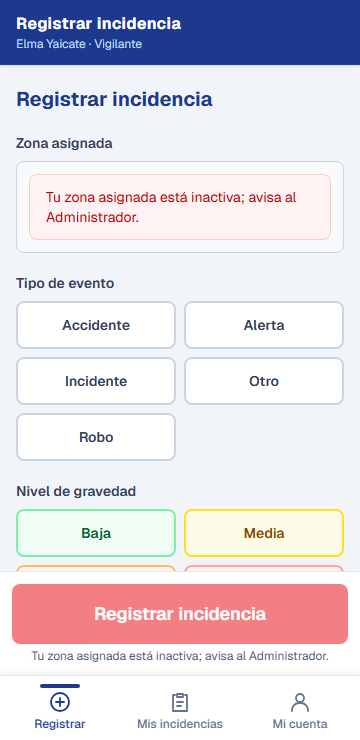 Registrar incidencia
Elma Yaicate · Vigilante
Registrar incidencia
Zona asignada
Tu zona asignada está inactiva; avisa al
Administrador.
Tipo de evento
Accidente
Alerta
Incidente
Otro
Robo
Nivel de gravedad
Baja
Media
Registrar incidencia
Tu zona asignada está inactiva; avisa al Administrador.
Registrar
Mis incidencias
Mi cuenta